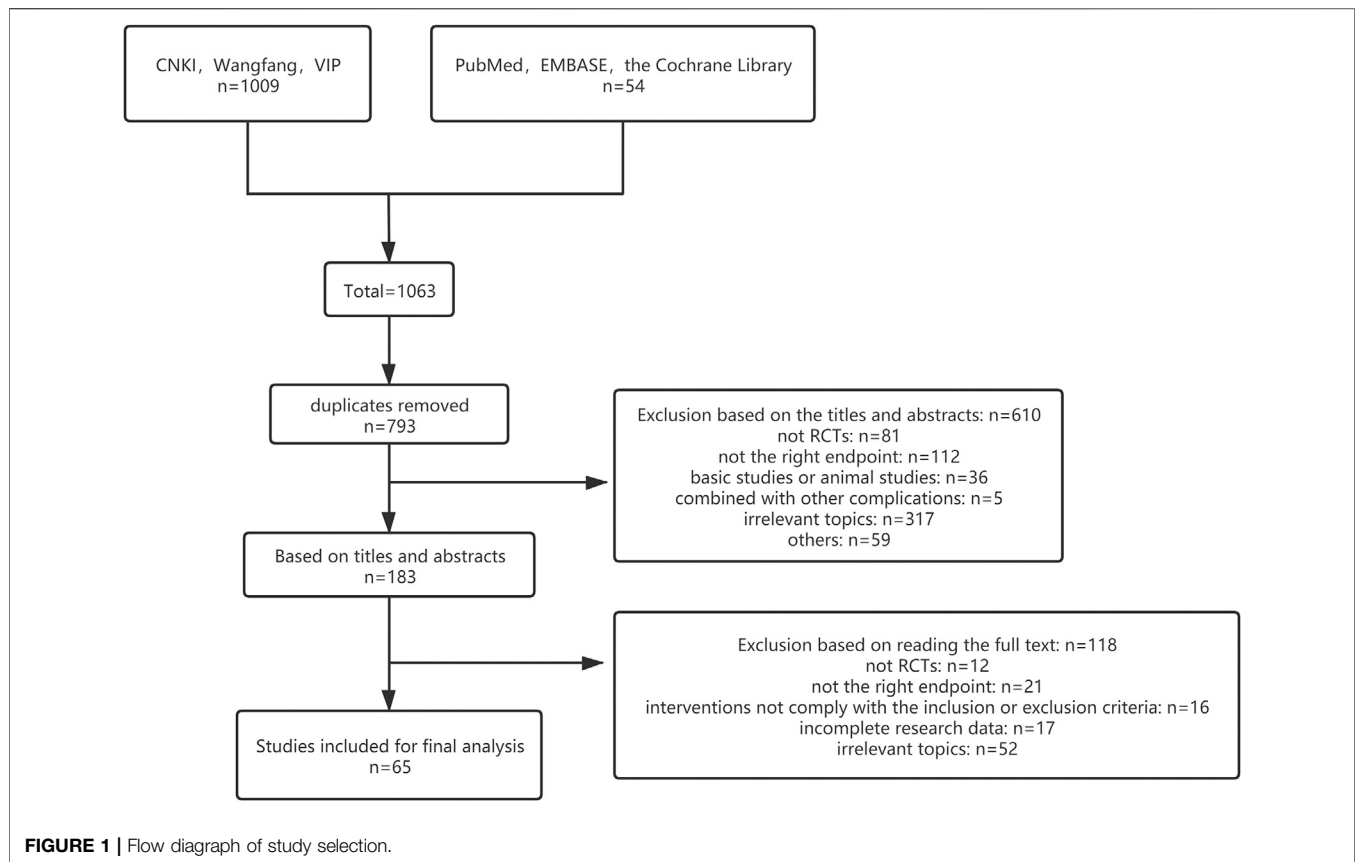 CNKI，Wangfang，VIP
n=1009
PubMed，EMBASE，the Cochrane Library
n=54
Total=1063
duplicates removed
n=793
Exclusion based on the titles and abstracts: n=610
not RCTs: n=81
not the right endpoint: n=112
basic studies or animal studies: n=36
combined with other complications: n=5
irrelevant topics: n=317
others: n=59
Based on titles and abstracts
n=183
Exclusion based on reading the full text: n=118
not RCTs: n=12
not the right endpoint: n=21
interventions not comply with the inclusion or exclusion criteria: n=16
incomplete research data: n=17
irrelevant topics: n=52
Studies included for final analysis
n=65
FIGURE 1 | Flow diagraph of study selection.